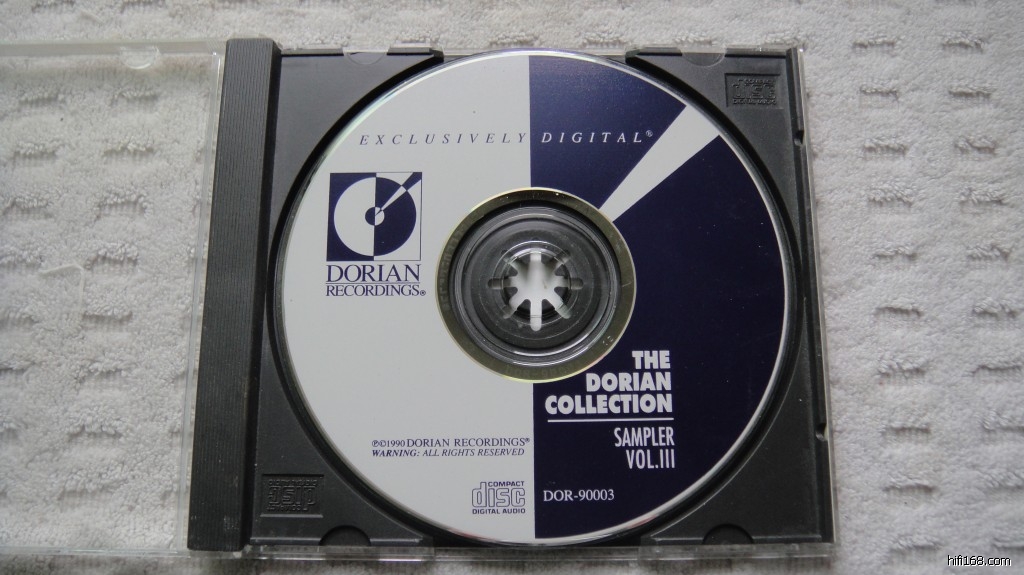 EXCLUSIVELY DIGITAL®
DORIAN
RECORDINGS®
THE
DORIAN
COLLECTION
SAMPLER
VOL.III
℗©1990 DORIAN RECORDINGS®
WARNING: ALL RIGHTS RESERVED
COMPACT
disc
DIGITAL AUDIO
DOR-90003
hifi168.com